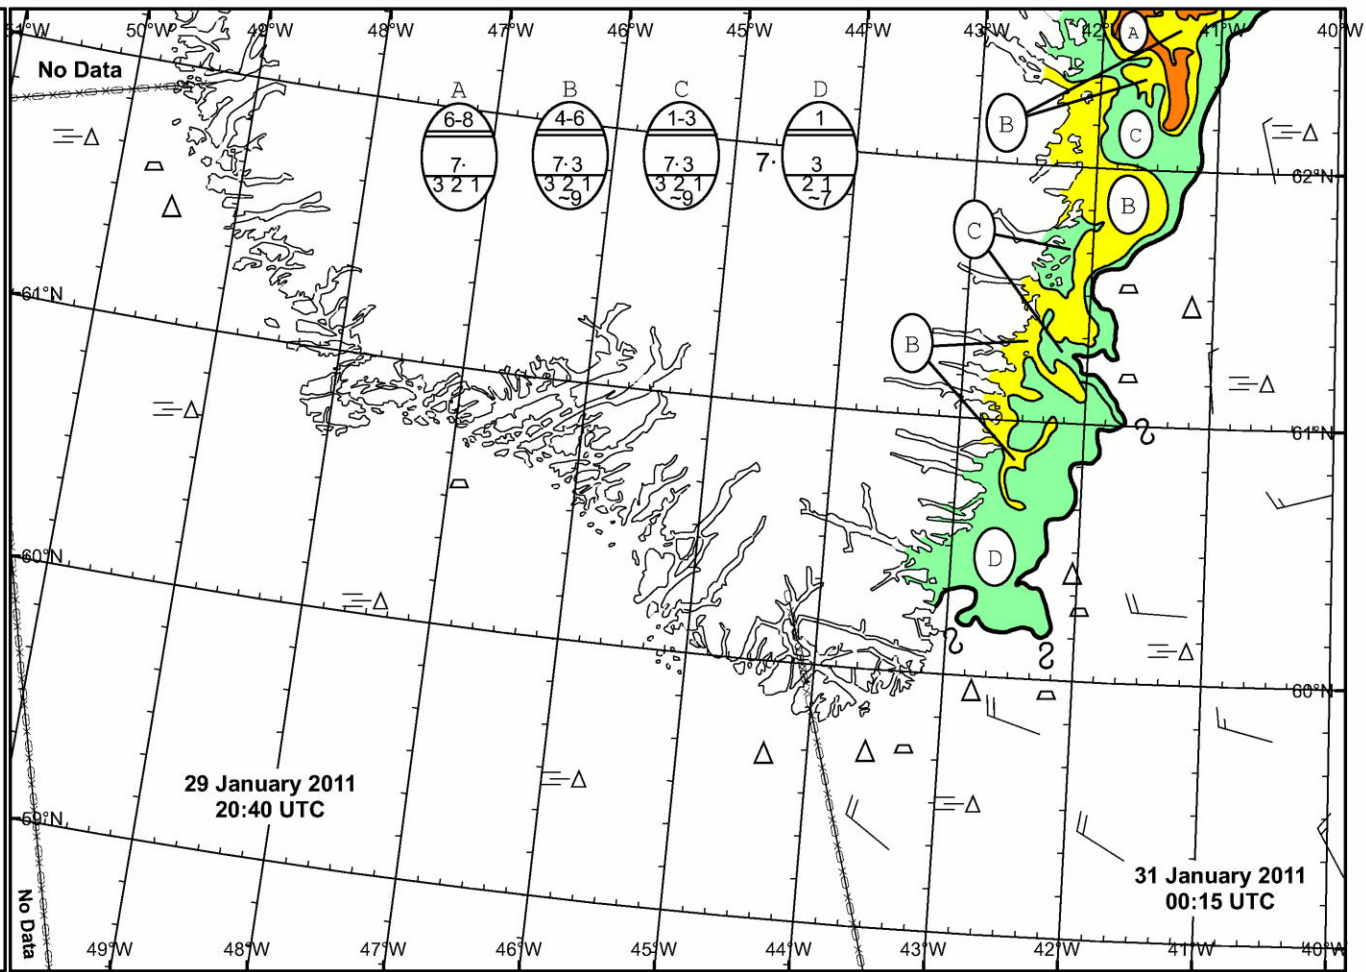 51°W 50°W 49°W 48°W 47°W 46°W 45°W 44°W 43°W 42°W 41°W 40°W
No Data
A B C D
6-8 4-6 1-3 1
7· 7·3 7·3 7· 3
3 2 1 3 2 1 3 2 1 2 1
~9 ~9 ~7
A
B
C
62°N
B
C
61°N
B
61°N
D
60°N
60°N
29 January 2011
20:40 UTC
59°N
31 January 2011
00:15 UTC
No Data
49°W 48°W 47°W 46°W 45°W 44°W 43°W 42°W 41°W